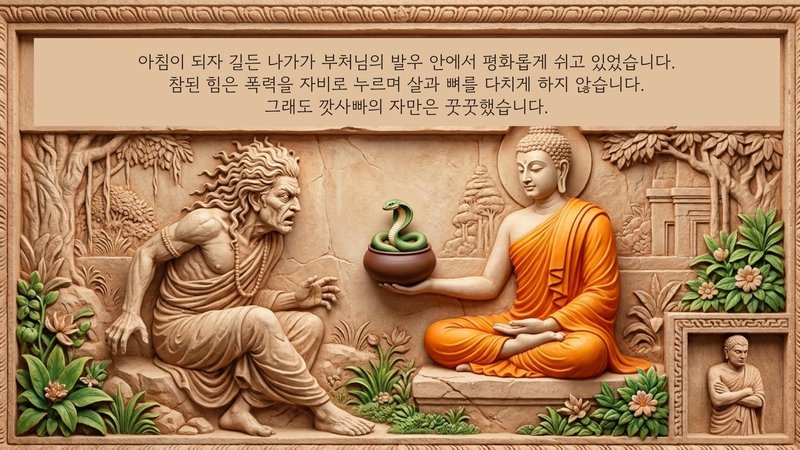 아침이 되자 길든 나가가 부처님의 발우 안에서 평화롭게 쉬고 있었습니다.
참된 힘은 폭력을 자비로 누르며 살과 뼈를 다치게 하지 않습니다.
그래도 깟사빠의 자만은 꿋꿋했습니다.